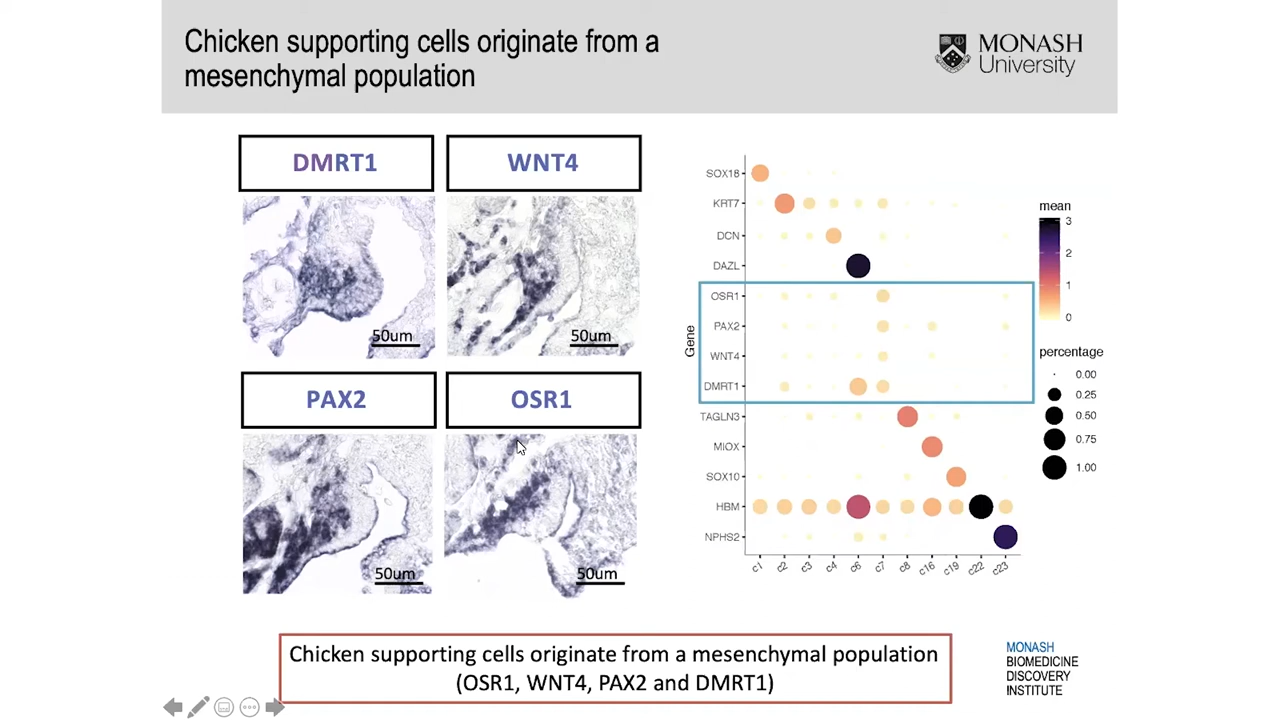 Chicken supporting cells originate from a
mesenchymal population
MONASH
University
DMRT1
WNT4
50um
50um
PAX2
OSR1
50um
50um
Gene
SOX18
KRT7
DCN
DAZL
OSR1
PAX2
WNT4
DMRT1
TAGLN3
MIOX
SOX10
HBM
NPHS2
c1
c2
c3
c4
c6
c7
c8
c16
c19
c22
c23
mean
3
2
1
0
percentage
0.00
0.25
0.50
0.75
1.00
Chicken supporting cells originate from a mesenchymal population
(OSR1, WNT4, PAX2 and DMRT1)
MONASH
BIOMEDICINE
DISCOVERY
INSTITUTE